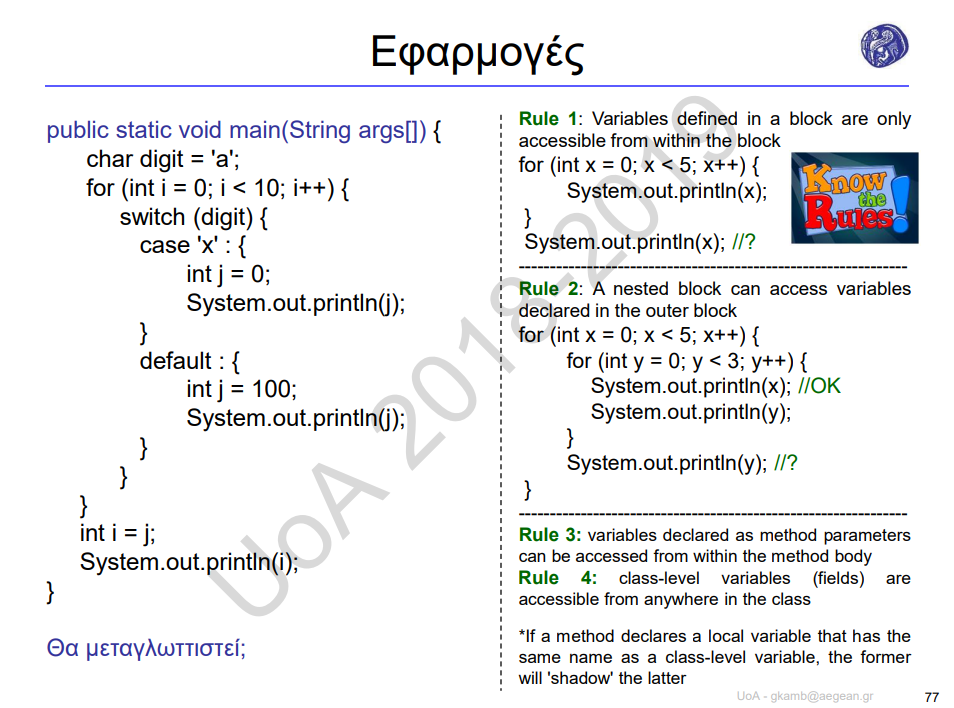 Εφαρμογές
public static void main(String args[]) {
char digit = 'a';
for (int i = 0; i < 10; i++) {
switch (digit) {
case 'x' : {
int j = 0;
System.out.println(j);
}
default : {
int j = 100;
System.out.println(j);
}
}
}
int i = j;
System.out.println(i);
}
Θα μεταγλωττιστεί;
Rule 1: Variables defined in a block are only
accessible from within the block
for (int x = 0; x < 5; x++) {
System.out.println(x);
}
System.out.println(x); //?
---------------------------------------------------------------
Rule 2: A nested block can access variables
declared in the outer block
for (int x = 0; x < 5; x++) {
for (int y = 0; y < 3; y++) {
System.out.println(x); //OK
System.out.println(y);
}
System.out.println(y); //?
}
---------------------------------------------------------------
Rule 3: variables declared as method parameters
can be accessed from within the method body
Rule 4: class-level variables (fields) are
accessible from anywhere in the class
*If a method declares a local variable that has the
same name as a class-level variable, the former
will 'shadow' the latter
Know
the
Rules!
UoA 2018-2019
UoA - gkamb@aegean.gr
77